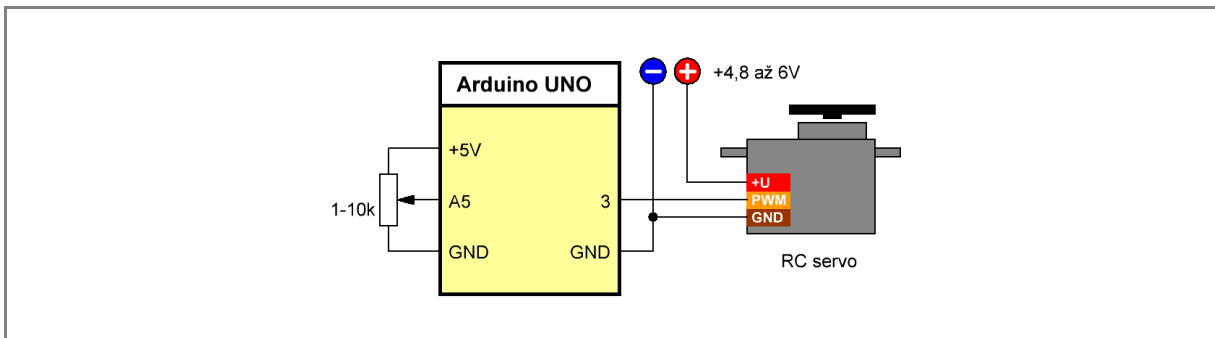 Arduino UNO
+4,8 až 6V
+5V
1-10k
A5
3
GND
GND
+U
PWM
GND
RC servo